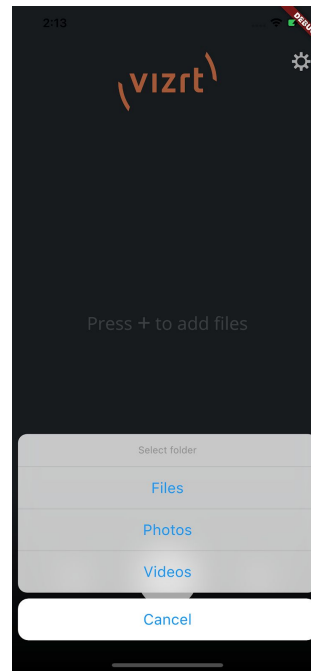 2:13
DEBUG
vizrt
Press + to add files
Select folder
Files
Photos
Videos
Cancel